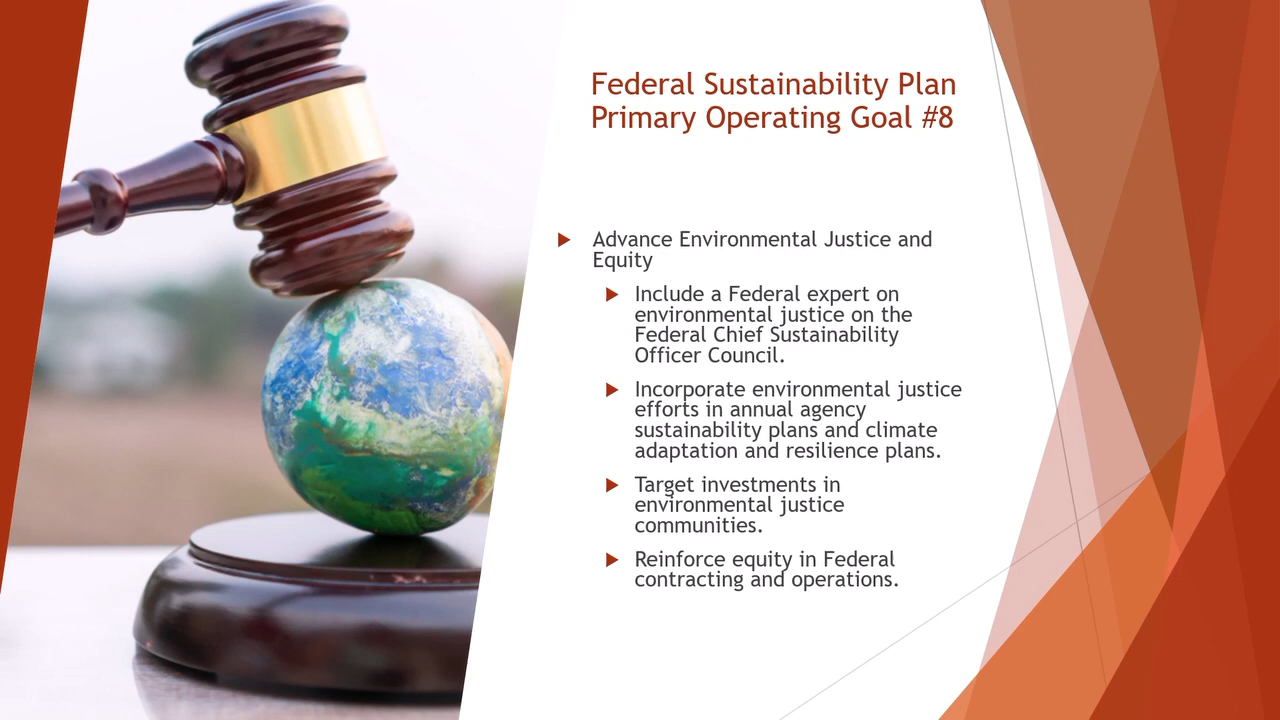 Federal Sustainability Plan
Primary Operating Goal #8
Advance Environmental Justice and
Equity
Include a Federal expert on
environmental justice on the
Federal Chief Sustainability
Officer Council.
Incorporate environmental justice
efforts in annual agency
sustainability plans and climate
adaptation and resilience plans.
Target investments in
environmental justice
communities.
Reinforce equity in Federal
contracting and operations.